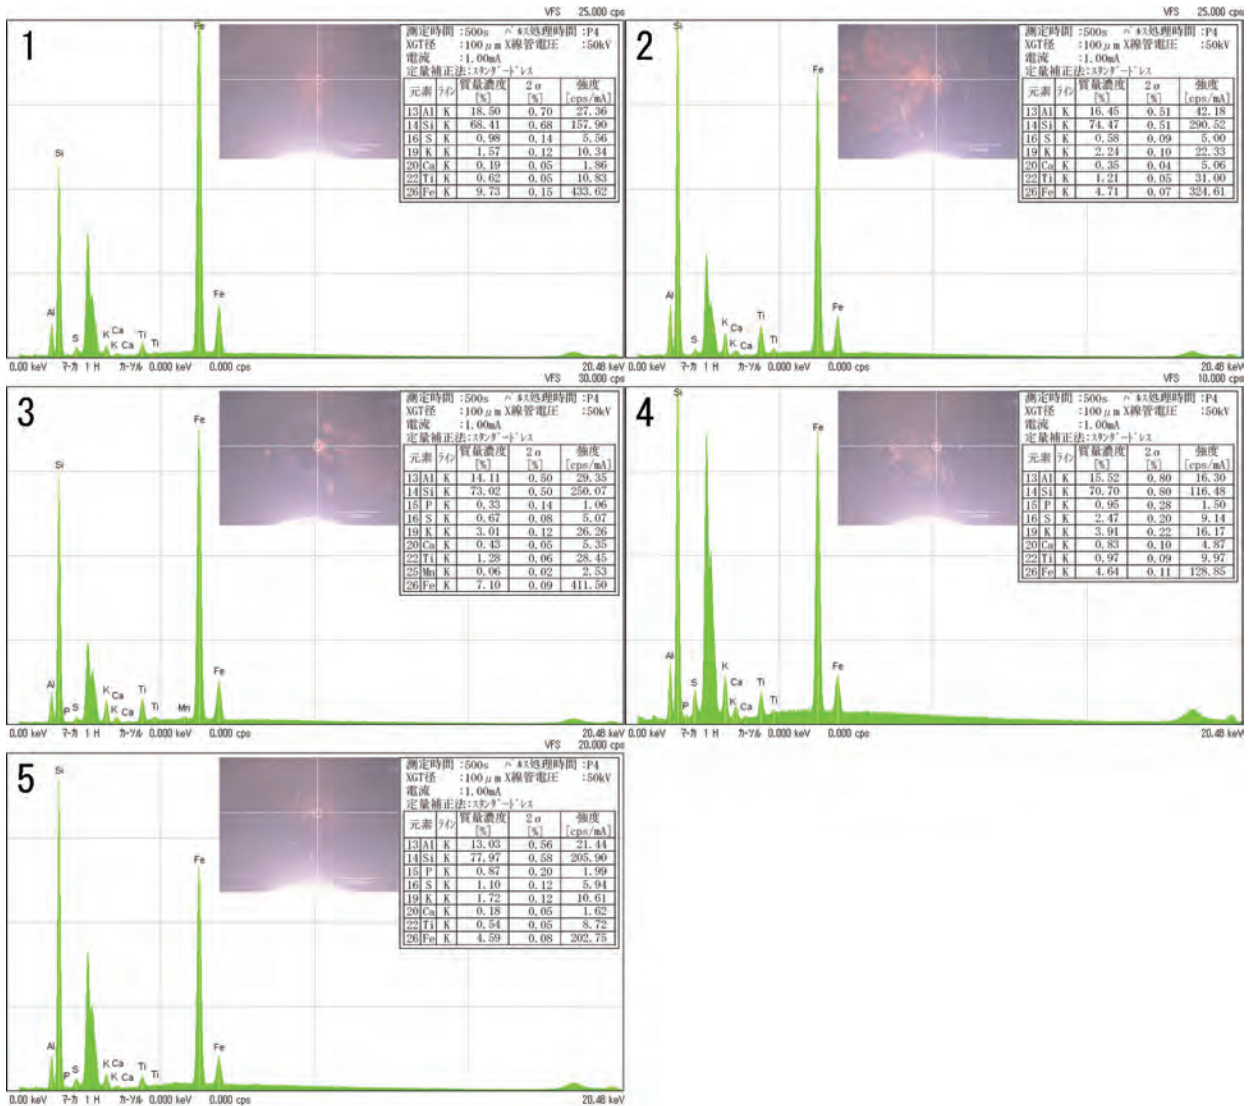 1
VFS 25.000 cps
測定時間 :500s パルス処理時間 :P4
XGT径 :100μm X線管電圧 :50kV
電流 :1.00mA
定量補正法:スタンダードレス
元素 ライン 質量濃度[%] 2σ[%] 強度[cps/mA]
13 Al K 18.50 0.70 27.36
14 Si K 68.41 0.68 157.90
16 S K 0.98 0.14 5.56
19 K K 1.57 0.12 10.34
20 Ca K 0.19 0.05 1.86
22 Ti K 0.62 0.05 10.83
26 Fe K 9.73 0.15 433.62
Al Si S K K Ca Ca Ti Ti Fe Fe
0.00 keV マーカ 1 H カーソル 0.000 keV 0.000 cps 20.48 keV
2
VFS 25.000 cps
測定時間 :500s パルス処理時間 :P4
XGT径 :100μm X線管電圧 :50kV
電流 :1.00mA
定量補正法:スタンダードレス
元素 ライン 質量濃度[%] 2σ[%] 強度[cps/mA]
13 Al K 16.45 0.51 42.18
14 Si K 74.47 0.51 290.52
16 S K 0.58 0.09 5.00
19 K K 2.24 0.10 22.33
20 Ca K 0.35 0.04 5.06
22 Ti K 1.21 0.05 31.00
26 Fe K 4.71 0.07 324.61
Al Si S K K Ca Ca Ti Ti Fe Fe
0.00 keV マーカ 1 H カーソル 0.000 keV 0.000 cps 20.48 keV
3
VFS 30.000 cps
測定時間 :500s パルス処理時間 :P4
XGT径 :100μm X線管電圧 :50kV
電流 :1.00mA
定量補正法:スタンダードレス
元素 ライン 質量濃度[%] 2σ[%] 強度[cps/mA]
13 Al K 14.11 0.50 29.35
14 Si K 73.02 0.50 250.07
15 P K 0.33 0.14 1.06
16 S K 0.67 0.08 5.07
19 K K 3.01 0.12 26.26
20 Ca K 0.43 0.05 5.35
22 Ti K 1.28 0.06 28.45
25 Mn K 0.06 0.02 2.53
26 Fe K 7.10 0.09 411.50
Al Si P S K K Ca Ca Ti Ti Mn Fe Fe
0.00 keV マーカ 1 H カーソル 0.000 keV 0.000 cps 20.48 keV
4
VFS 10.000 cps
測定時間 :500s パルス処理時間 :P4
XGT径 :100μm X線管電圧 :50kV
電流 :1.00mA
定量補正法:スタンダードレス
元素 ライン 質量濃度[%] 2σ[%] 強度[cps/mA]
13 Al K 15.52 0.80 16.30
14 Si K 70.70 0.80 116.48
15 P K 0.95 0.28 1.50
16 S K 2.47 0.20 9.14
19 K K 3.91 0.22 16.17
20 Ca K 0.83 0.10 4.87
22 Ti K 0.97 0.09 9.97
26 Fe K 4.64 0.11 128.85
Al Si P S K K Ca Ca Ti Ti Fe Fe
0.00 keV マーカ 1 H カーソル 0.000 keV 0.000 cps 20.48 keV
5
VFS 20.000 cps
測定時間 :500s パルス処理時間 :P4
XGT径 :100μm X線管電圧 :50kV
電流 :1.00mA
定量補正法:スタンダードレス
元素 ライン 質量濃度[%] 2σ[%] 強度[cps/mA]
13 Al K 13.03 0.56 21.44
14 Si K 77.97 0.58 205.90
15 P K 0.87 0.20 1.99
16 S K 1.10 0.12 5.94
19 K K 1.72 0.12 10.61
20 Ca K 0.18 0.05 1.62
22 Ti K 0.54 0.05 8.72
26 Fe K 4.59 0.08 202.75
Al Si P S K K Ca Ca Ti Ti Fe Fe
0.00 keV マーカ 1 H カーソル 0.000 keV 0.000 cps 20.48 keV